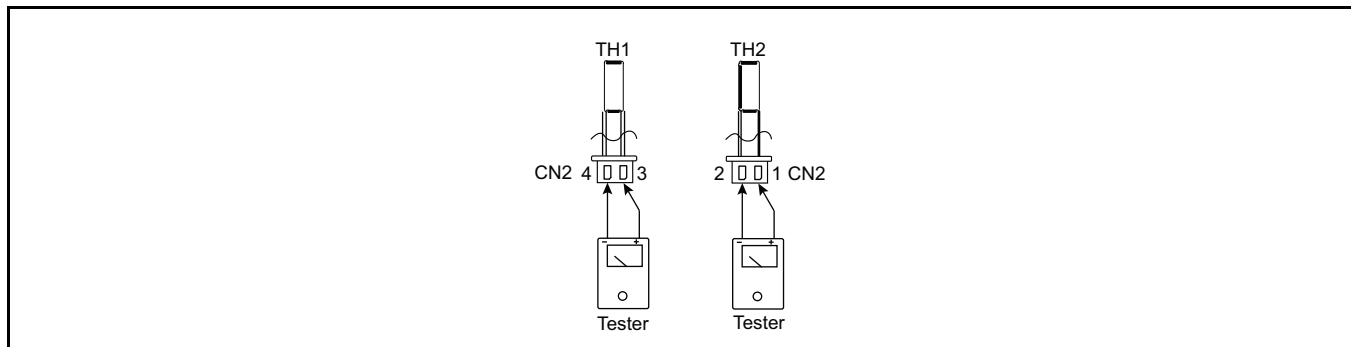 TH1 TH2
CN2 4 3 2 1 CN2
- + - +
Tester Tester